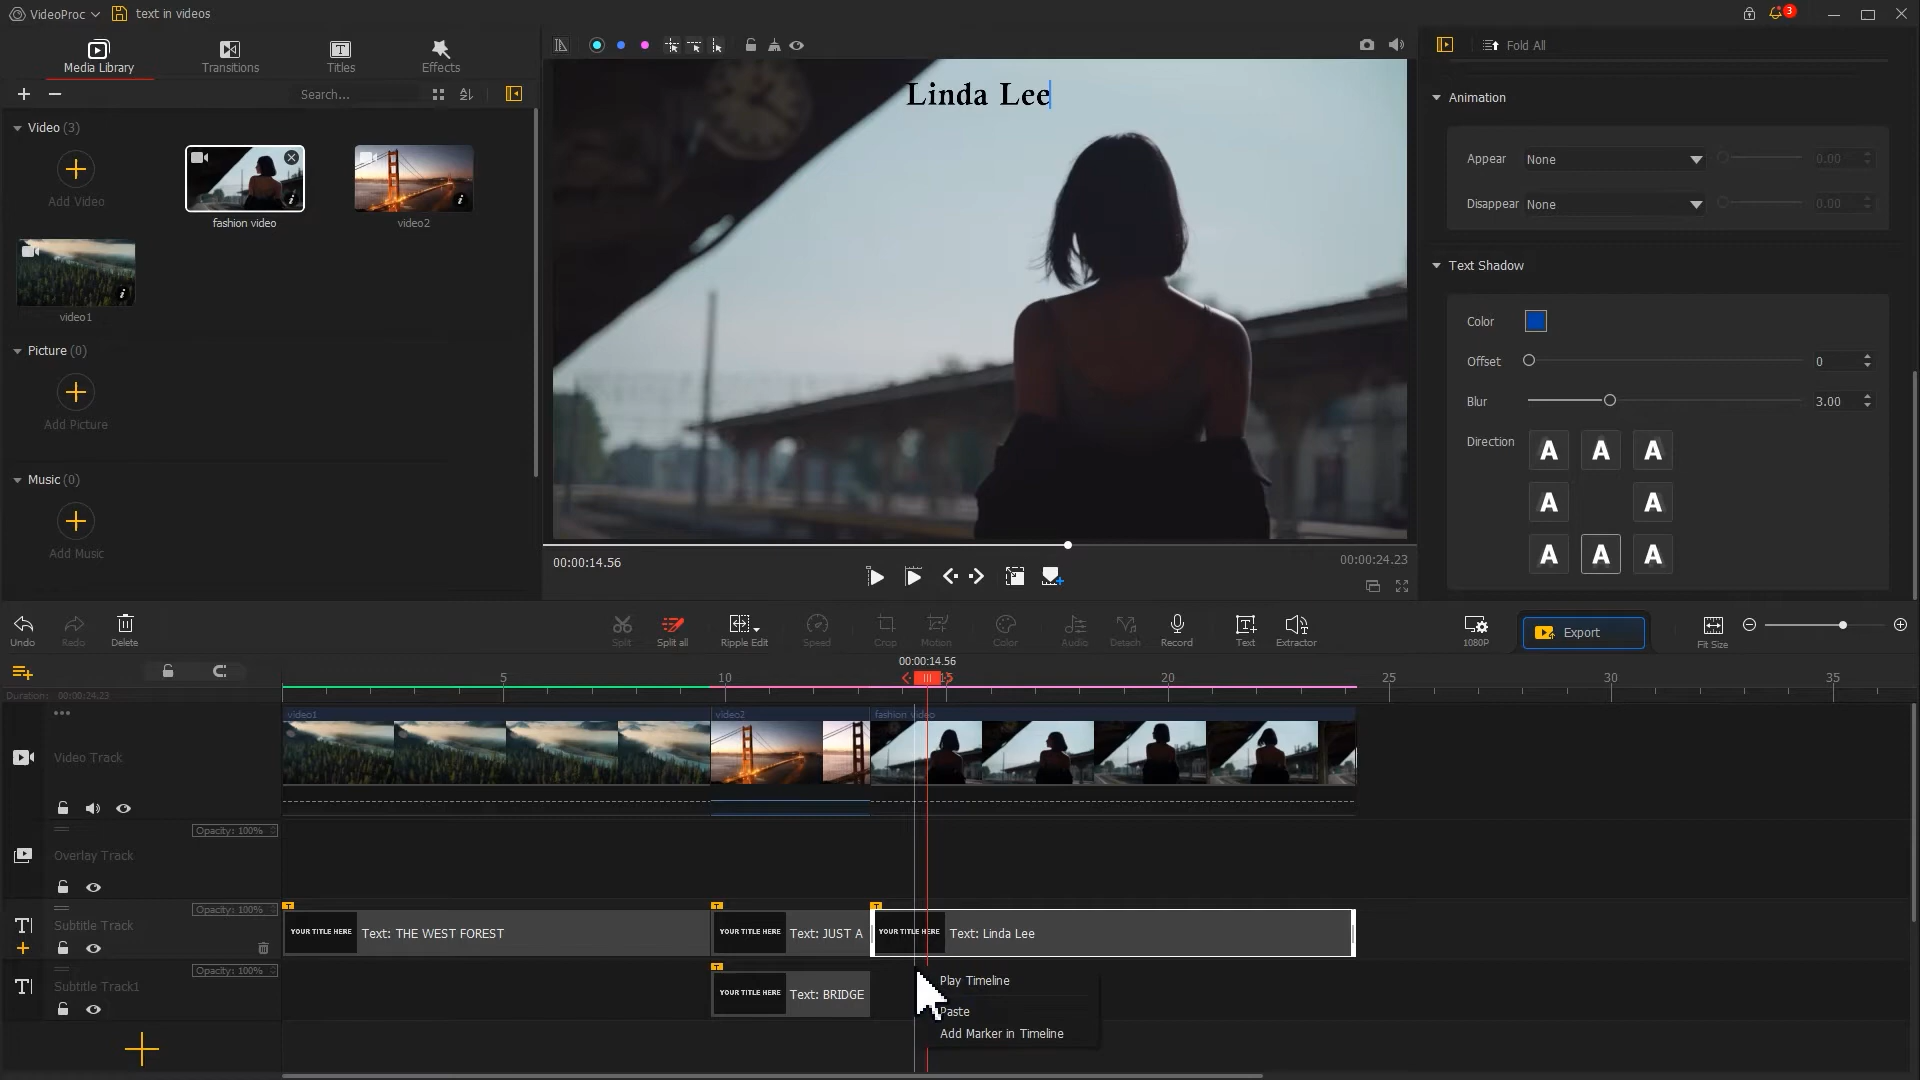 VideoProc
text in videos
3
Media Library
Transitions
Titles
Effects
Search...
Video (3)
Add Video
fashion video
video2
video1
Picture (0)
Add Picture
Music (0)
Add Music
Linda Lee
00:00:14.56
00:00:24.23
Fold All
Animation
Appear
None
0.00
Disappear
None
0.00
Text Shadow
Color
Offset
0
Blur
3.00
Direction
A
A
A
A
A
A
A
A
Undo
Redo
Delete
Split
Split all
Ripple Edit
Speed
Crop
Motion
Color
Audio
Detach
Record
Text
Extractor
1080P
Export
Fit Size
00:00:14.56
Duration: 00:00:24.23
5
10
15
20
25
30
35
Video Track
video1
video2
fashion video
Opacity: 100%
Overlay Track
Opacity: 100%
Subtitle Track
YOUR TITLE HERE
Text: THE WEST FOREST
YOUR TITLE HERE
Text: JUST A
YOUR TITLE HERE
Text: Linda Lee
Opacity: 100%
Subtitle Track1
YOUR TITLE HERE
Text: BRIDGE
Play Timeline
Paste
Add Marker in Timeline